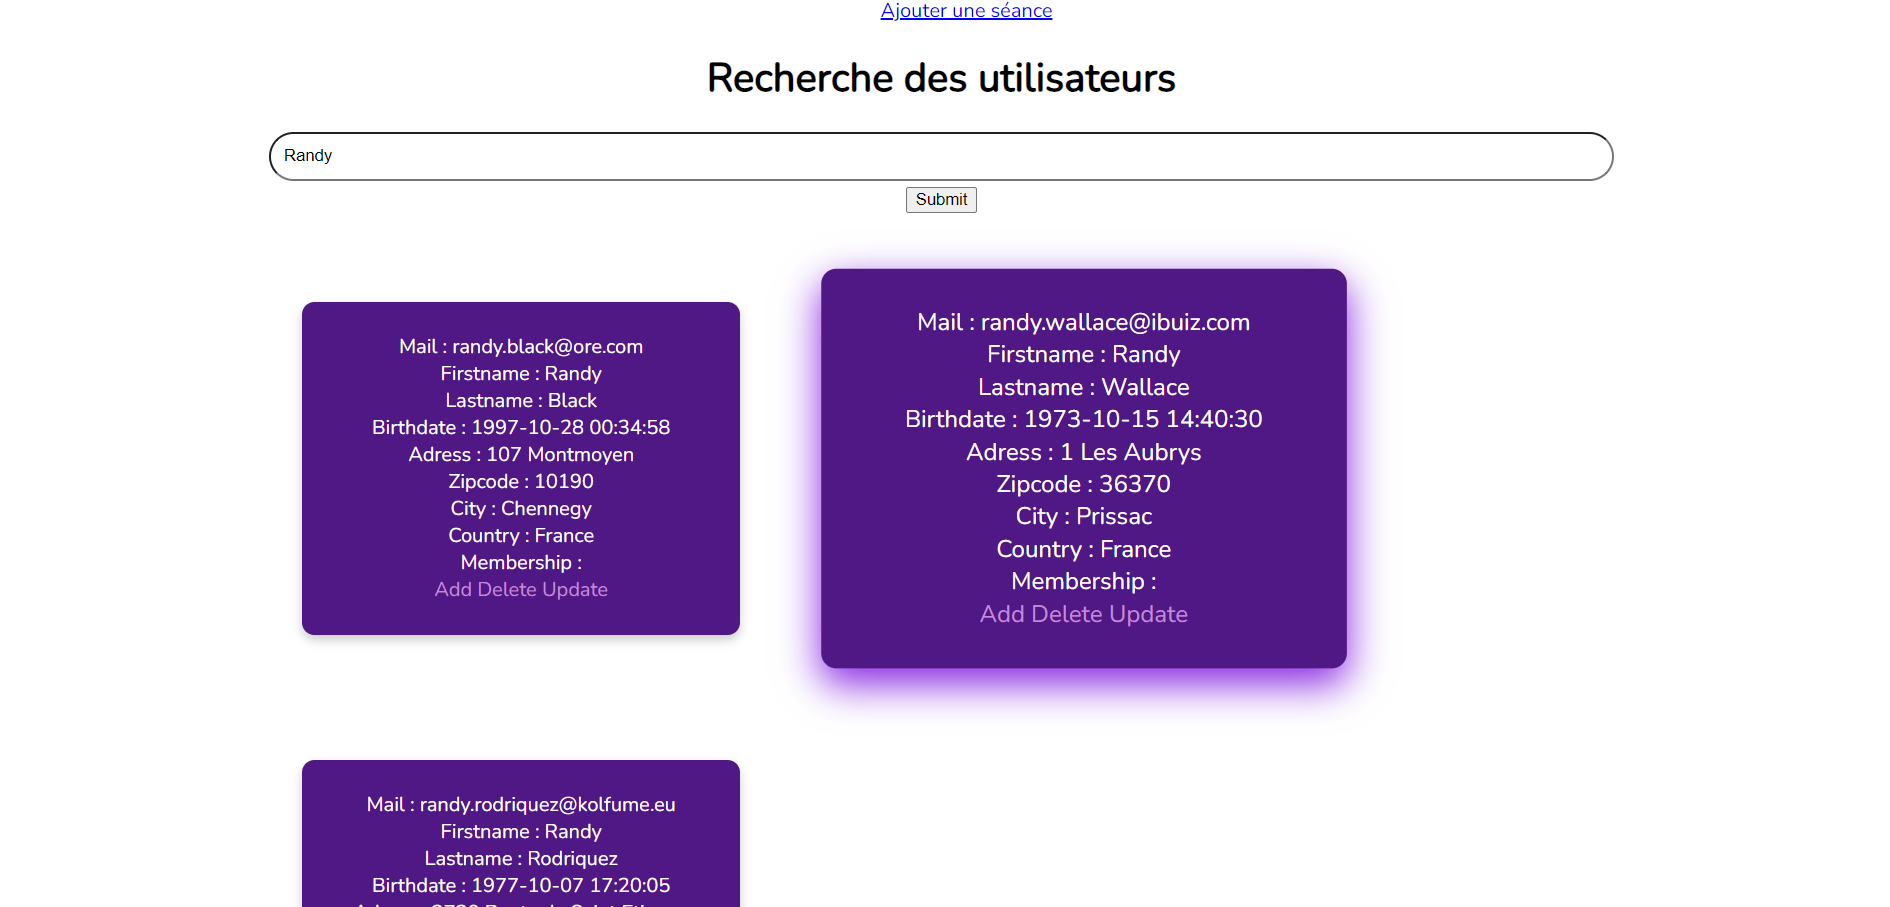 Ajouter une séance
Recherche des utilisateurs
Randy
Submit
Mail : randy.black@ore.com
Firstname : Randy
Lastname : Black
Birthdate : 1997-10-28 00:34:58
Adress : 107 Montmoyen
Zipcode : 10190
City : Chennegy
Country : France
Membership :
Add Delete Update
Mail : randy.wallace@ibuiz.com
Firstname : Randy
Lastname : Wallace
Birthdate : 1973-10-15 14:40:30
Adress : 1 Les Aubrys
Zipcode : 36370
City : Prissac
Country : France
Membership :
Add Delete Update
Mail : randy.rodriquez@kolfume.eu
Firstname : Randy
Lastname : Rodriquez
Birthdate : 1977-10-07 17:20:05